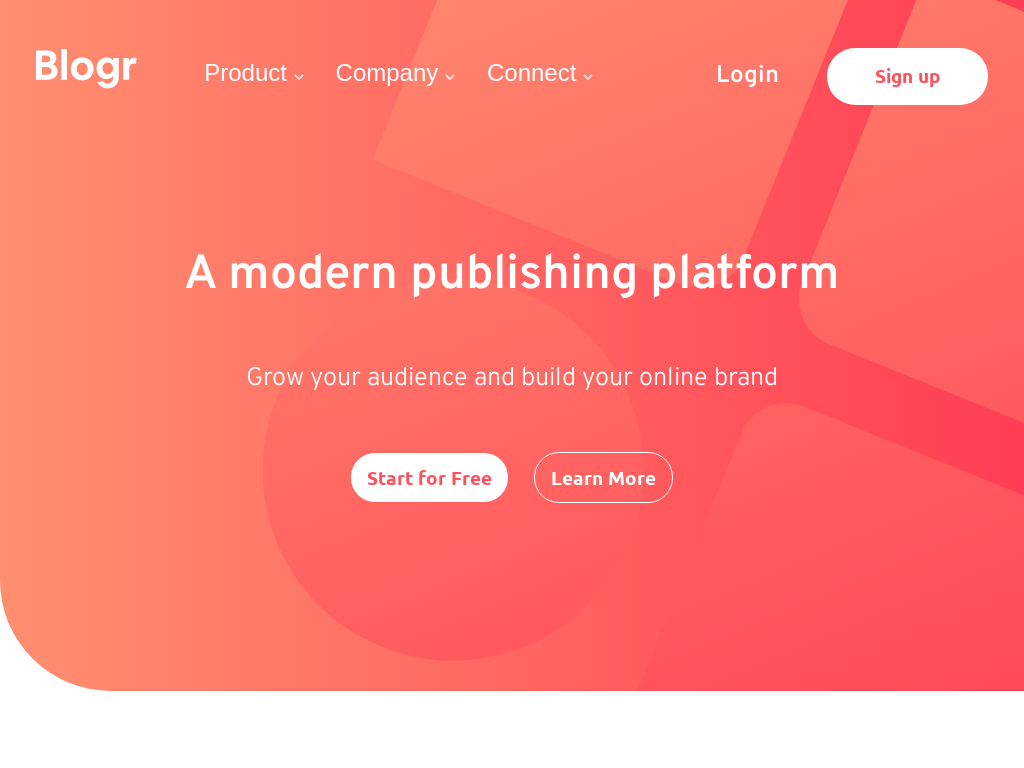 Blogr Product Company Connect Login Sign up
A modern publishing platform
Grow your audience and build your online brand
Start for Free Learn More